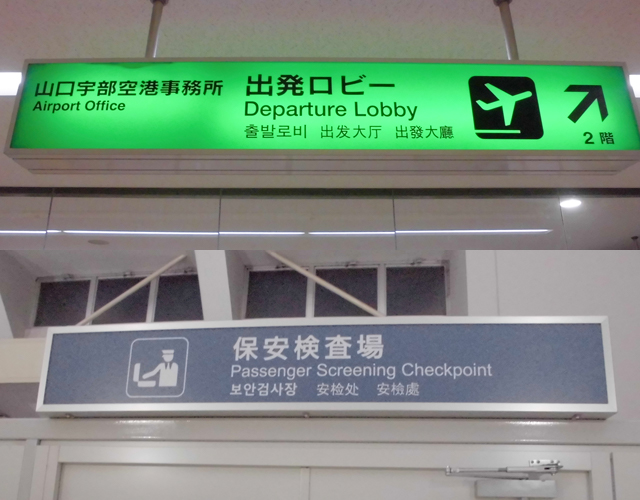 山口宇部空港事務所
Airport Office
出発ロビー
Departure Lobby
출발로비 出发大厅 出發大廳
2 階
保安検査場
Passenger Screening Checkpoint
보안검사장 安检处 安檢處